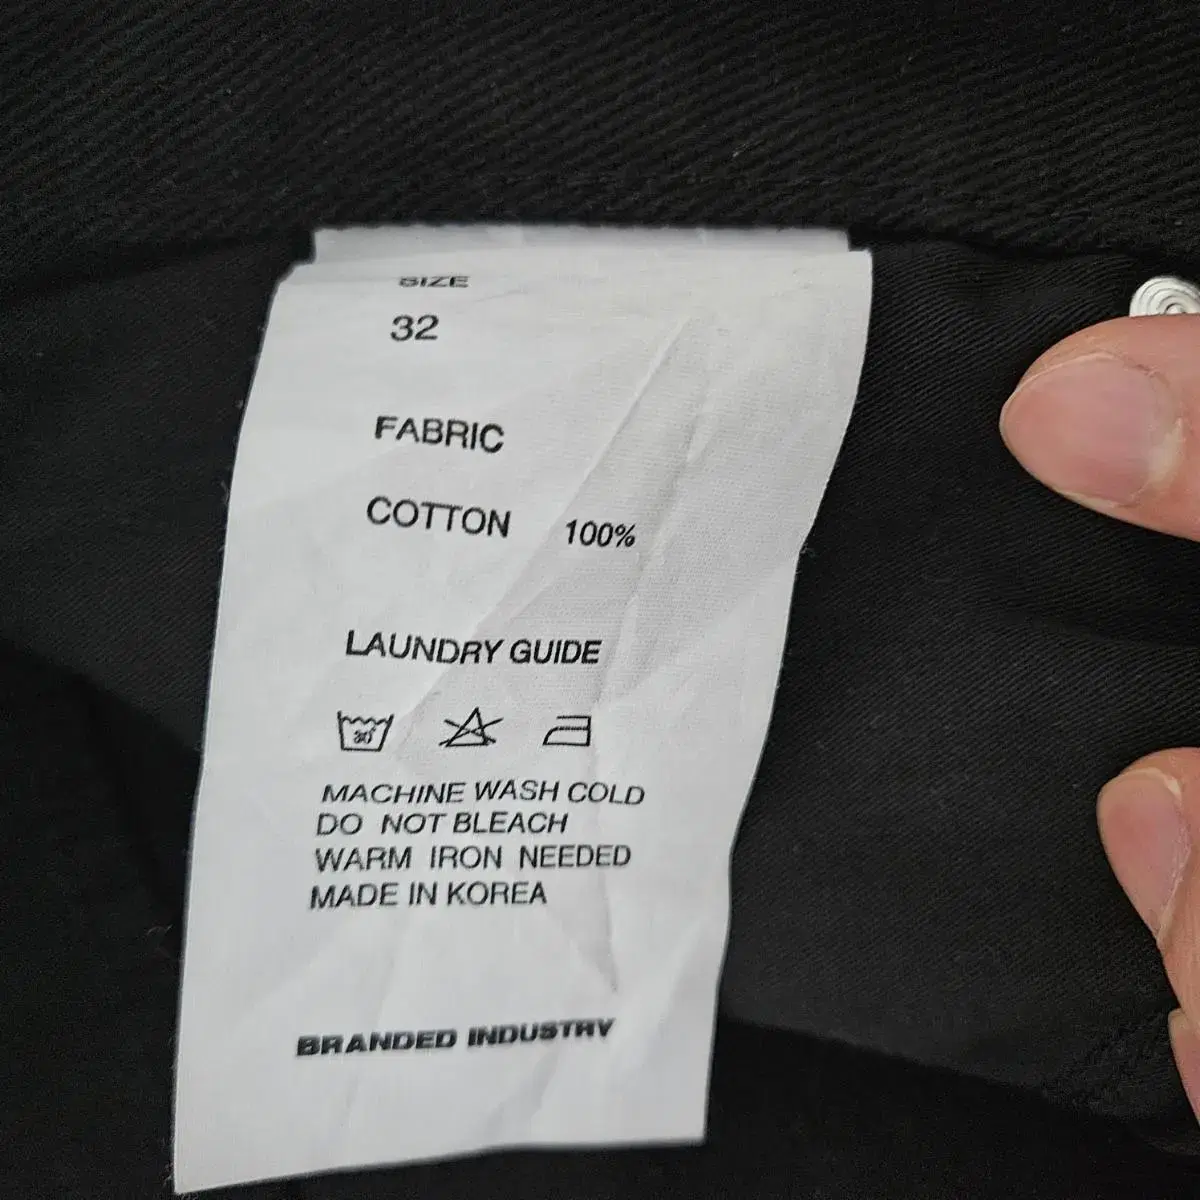 SIZE
32
FABRIC
COTTON 100%
LAUNDRY GUIDE
30°
MACHINE WASH COLD
DO NOT BLEACH
WARM IRON NEEDED
MADE IN KOREA
BRANDED INDUSTRY